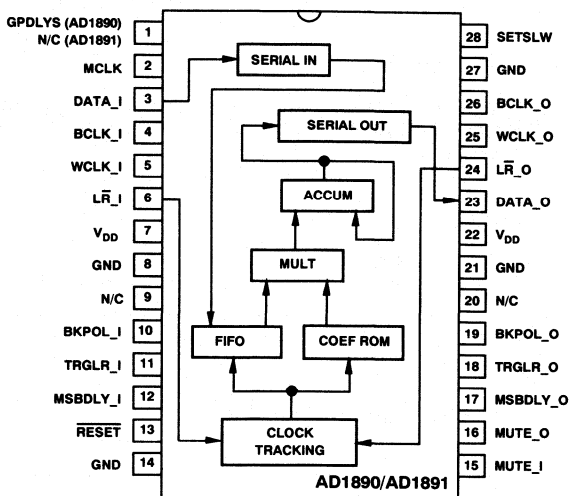 GPDLYS (AD1890)
N/C (AD1891)
1
MCLK 2
DATA_I 3
BCLK_I 4
WCLK_I 5
LR̅_I 6
VDD 7
GND 8
N/C 9
BKPOL_I 10
TRGLR_I 11
MSBDLY_I 12
R̅E̅S̅E̅T̅ 13
GND 14
SERIAL IN
SERIAL OUT
ACCUM
MULT
FIFO
COEF ROM
CLOCK
TRACKING
AD1890/AD1891
28 SETSLW
27 GND
26 BCLK_O
25 WCLK_O
24 LR̅_O
23 DATA_O
22 VDD
21 GND
20 N/C
19 BKPOL_O
18 TRGLR_O
17 MSBDLY_O
16 MUTE_O
15 MUTE_I